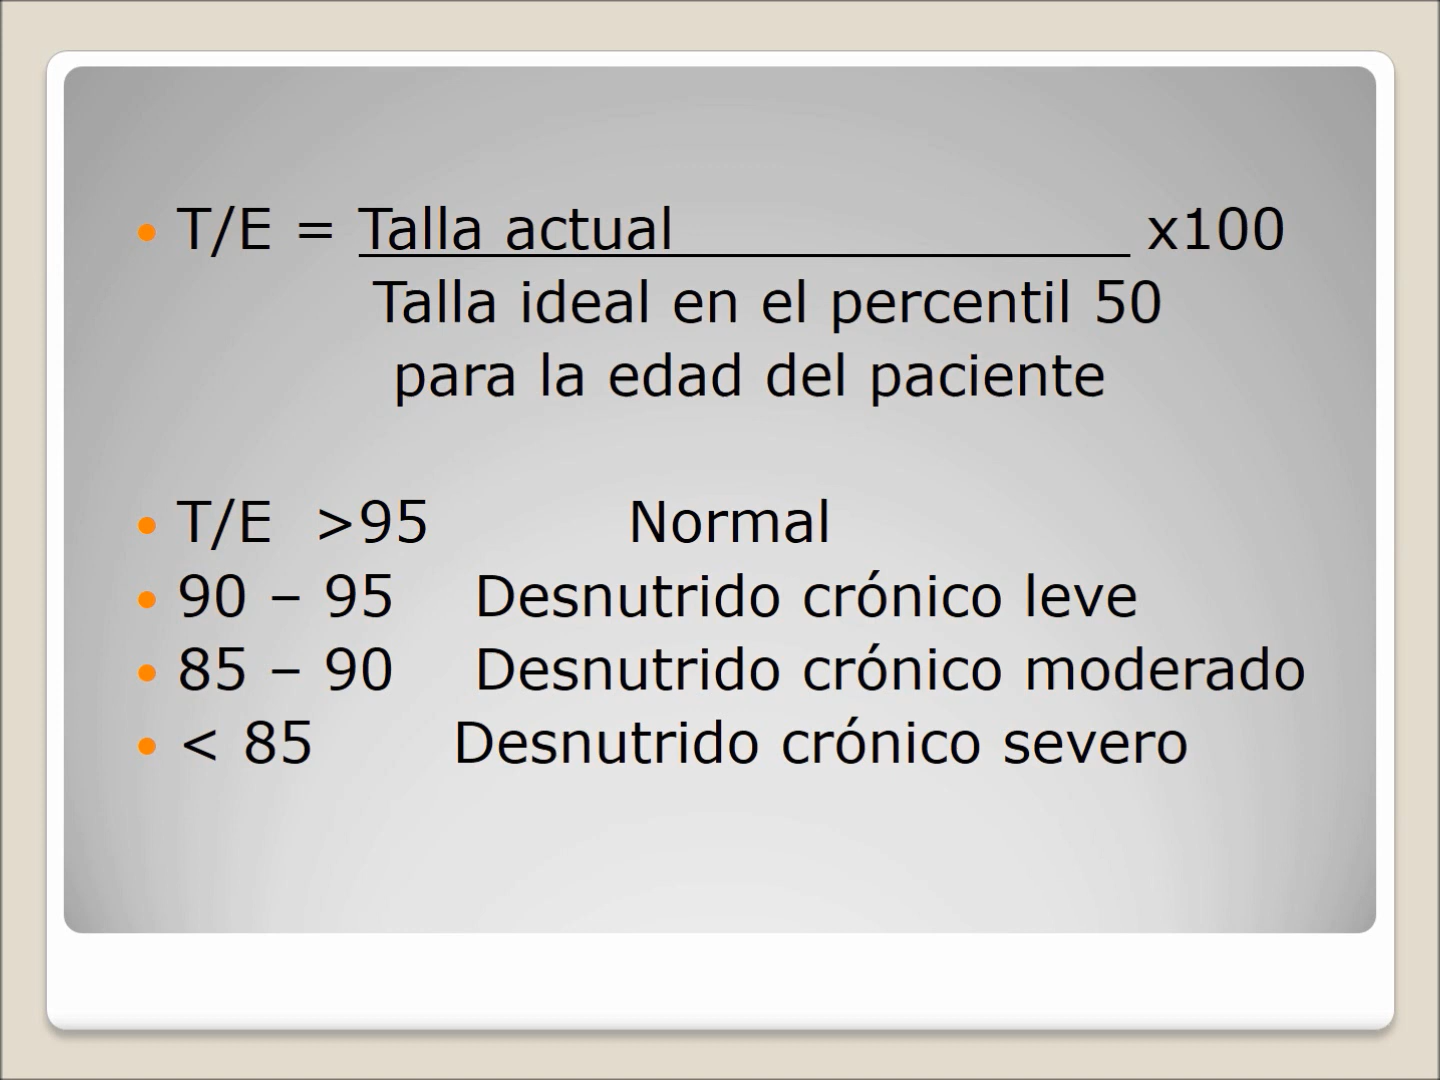 T/E = Talla actual x100
Talla ideal en el percentil 50
para la edad del paciente
T/E >95 Normal
90 – 95 Desnutrido crónico leve
85 – 90 Desnutrido crónico moderado
< 85 Desnutrido crónico severo